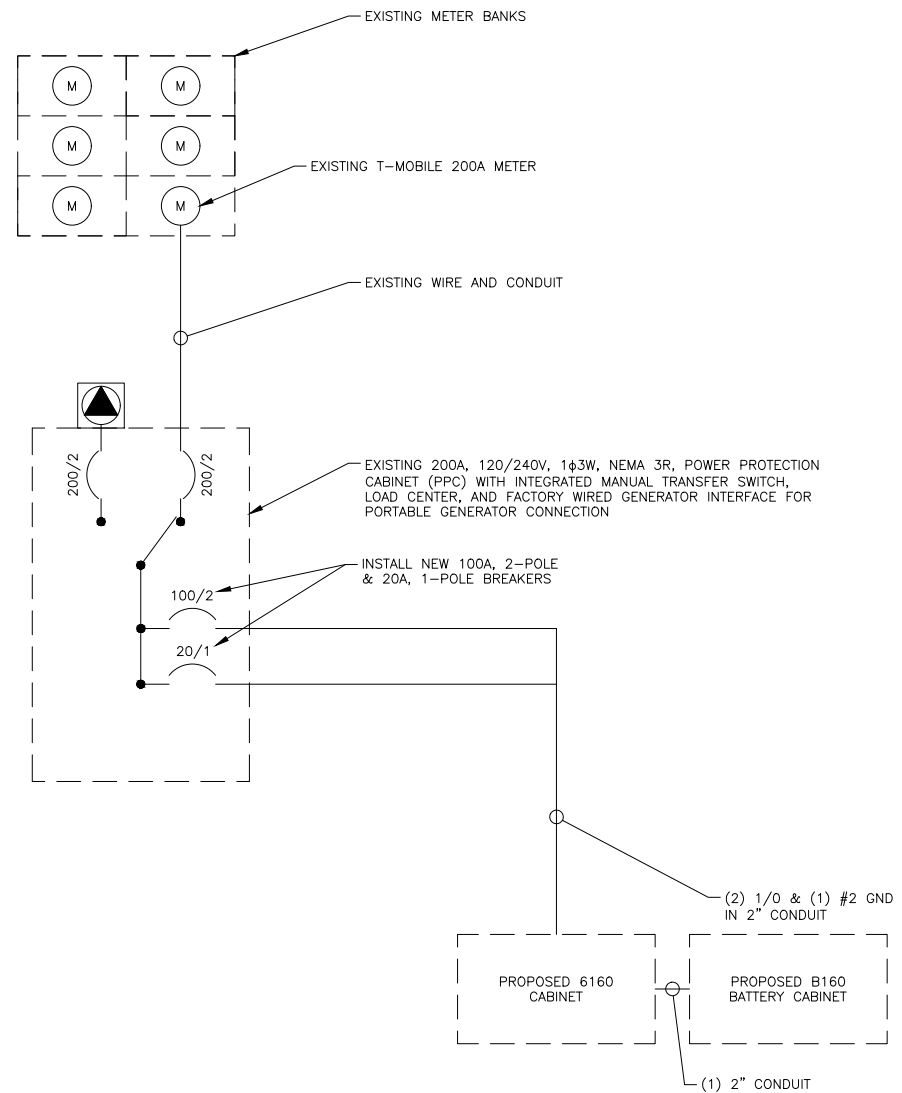 EXISTING METER BANKS
M M
M M
EXISTING T-MOBILE 200A METER
M M
EXISTING WIRE AND CONDUIT
200/2 200/2
EXISTING 200A, 120/240V, 1ϕ3W, NEMA 3R, POWER PROTECTION
CABINET (PPC) WITH INTEGRATED MANUAL TRANSFER SWITCH,
LOAD CENTER, AND FACTORY WIRED GENERATOR INTERFACE FOR
PORTABLE GENERATOR CONNECTION
INSTALL NEW 100A, 2-POLE
& 20A, 1-POLE BREAKERS
100/2
20/1
(2) 1/0 & (1) #2 GND
IN 2" CONDUIT
PROPOSED 6160
CABINET
PROPOSED B160
BATTERY CABINET
(1) 2" CONDUIT